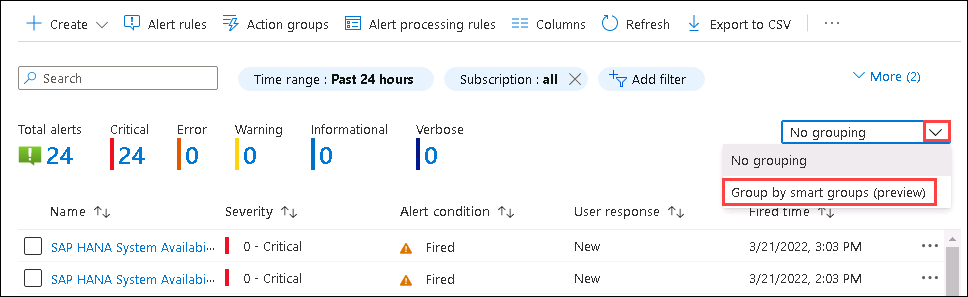 Create Alert rules Action groups Alert processing rules Columns Refresh Export to CSV ...
Search Time range : Past 24 hours Subscription : all Add filter More (2)
Total alerts Critical Error Warning Informational Verbose
24 24 0 0 0 0
No grouping
No grouping
Group by smart groups (preview)
Name Severity Alert condition User response Fired time
SAP HANA System Availabi... 0 - Critical Fired New 3/21/2022, 3:03 PM ...
SAP HANA System Availabi... 0 - Critical Fired New 3/21/2022, 2:03 PM ...